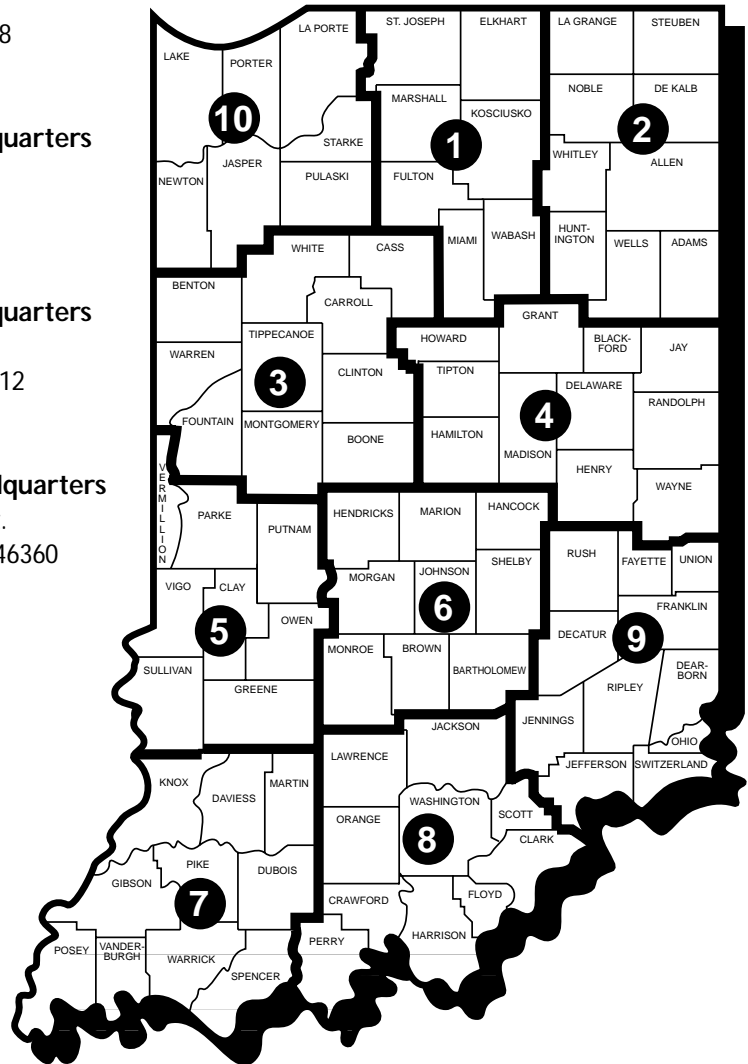 8
quarters
quarters
12
dquarters
.
46360
LA PORTE
ST. JOSEPH
ELKHART
LA GRANGE
STEUBEN
LAKE
PORTER
NOBLE
DE KALB
MARSHALL
KOSCIUSKO
10
2
STARKE
1
WHITLEY
ALLEN
JASPER
NEWTON
PULASKI
FULTON
HUNT-
INGTON
MIAMI
WABASH
WELLS
ADAMS
WHITE
CASS
BENTON
CARROLL
GRANT
TIPPECANOE
HOWARD
BLACK-
FORD
JAY
WARREN
3
CLINTON
TIPTON
DELAWARE
RANDOLPH
4
FOUNTAIN
MONTGOMERY
BOONE
HAMILTON
MADISON
HENRY
WAYNE
VERMILLION
PARKE
PUTNAM
HENDRICKS
MARION
HANCOCK
RUSH
FAYETTE
UNION
SHELBY
MORGAN
JOHNSON
VIGO
CLAY
6
FRANKLIN
OWEN
5
DECATUR
9
MONROE
BROWN
BARTHOLOMEW
DEAR-
BORN
SULLIVAN
GREENE
RIPLEY
JENNINGS
JACKSON
OHIO
LAWRENCE
JEFFERSON
SWITZERLAND
KNOX
DAVIESS
MARTIN
WASHINGTON
SCOTT
ORANGE
8
CLARK
PIKE
DUBOIS
GIBSON
7
CRAWFORD
FLOYD
HARRISON
PERRY
POSEY
VANDER-
BURGH
WARRICK
SPENCER